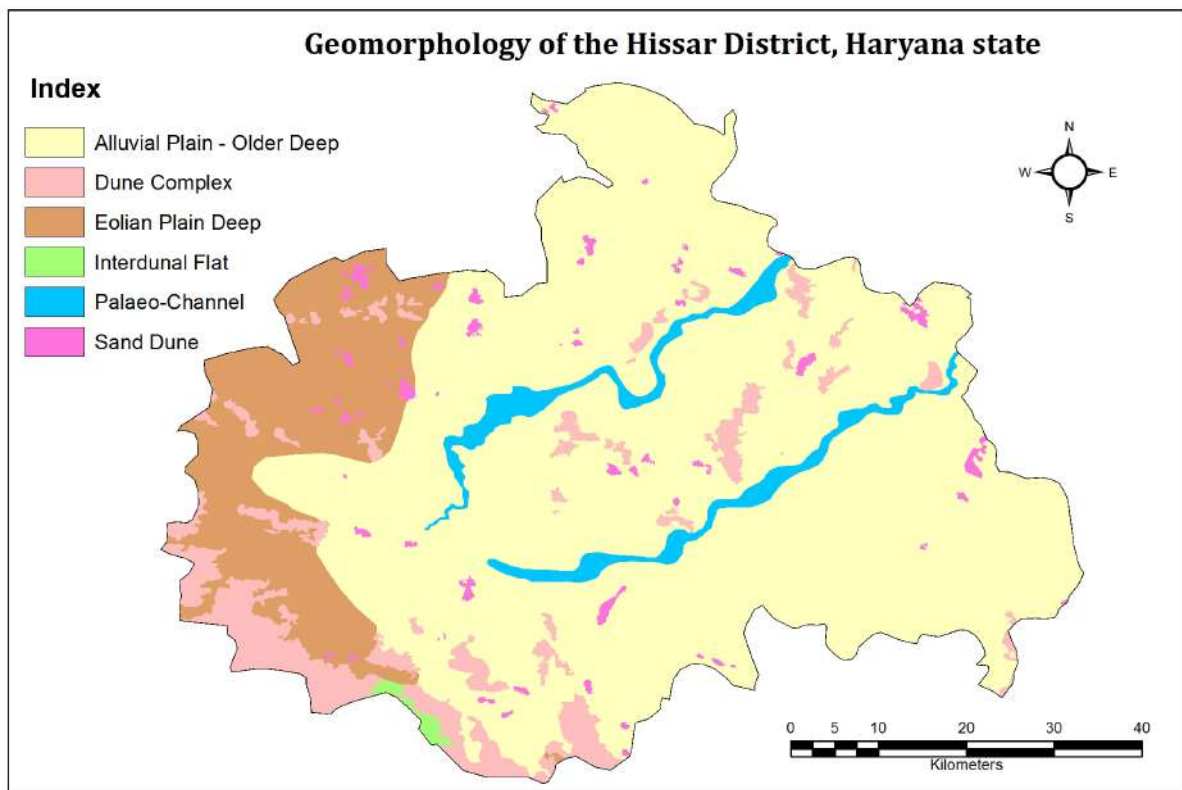 Geomorphology of the Hissar District, Haryana state
Index
Alluvial Plain - Older Deep
Dune Complex
Eolian Plain Deep
Interdunal Flat
Palaeo-Channel
Sand Dune
N
W E
S
0 5 10 20 30 40
Kilometers